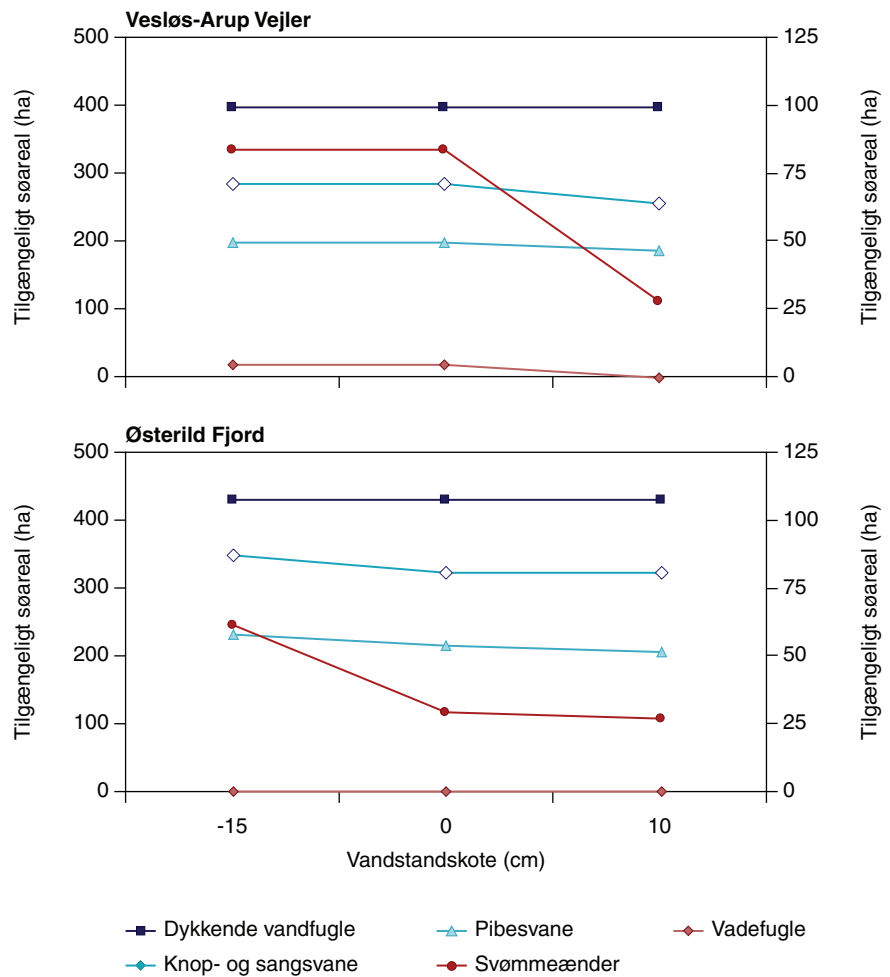 Vesløs-Arup Vejler
Tilgængeligt søareal (ha)
500
400
300
200
100
0
125
100
75
50
25
0
Tilgængeligt søareal (ha)
Østerild Fjord
Tilgængeligt søareal (ha)
500
400
300
200
100
0
125
100
75
50
25
0
Tilgængeligt søareal (ha)
-15 0 10
Vandstandskote (cm)
Dykkende vandfugle Pibesvane Vadefugle
Knop- og sangsvane Svømmeænder